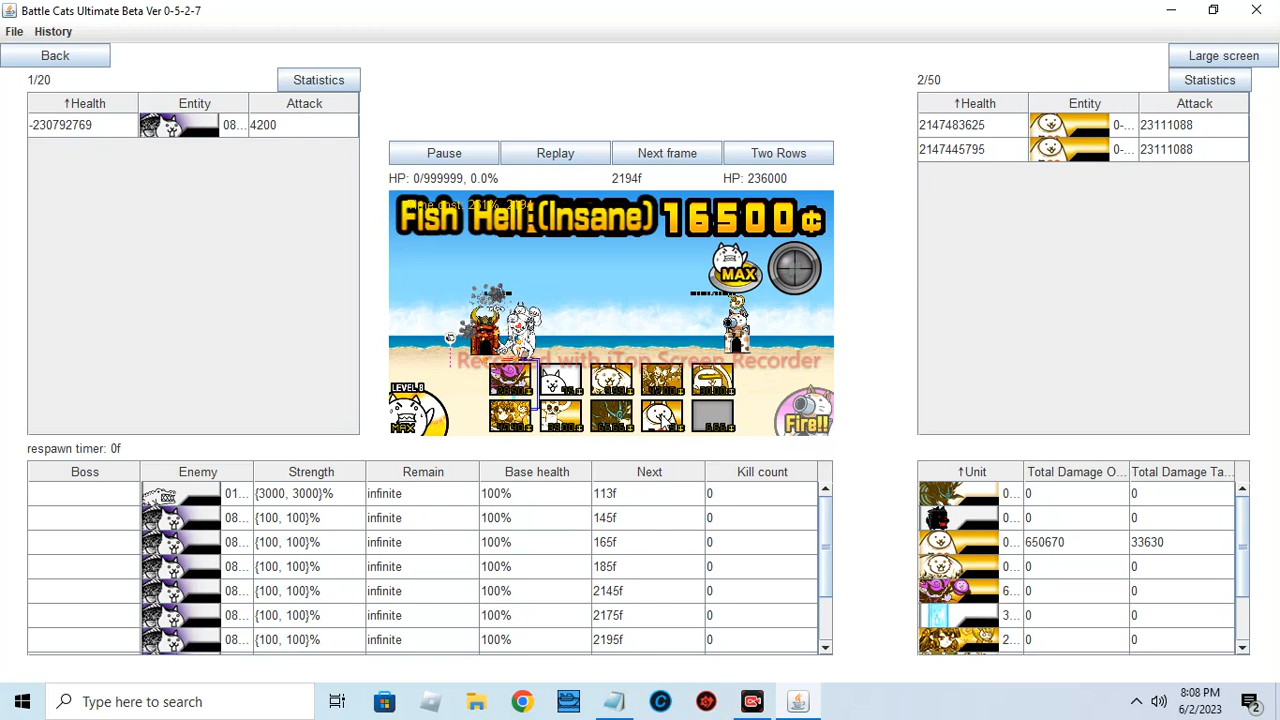 Battle Cats Ultimate Beta Ver 0-5-2-7
File History
Back
Large screen
1/20 Statistics
2/50 Statistics
↑Health Entity Attack
-230792769 08... 4200
↑Health Entity Attack
2147483625 0-... 23111088
2147445795 0-... 23111088
Pause Replay Next frame Two Rows
HP: 0/999999, 0.0% 2194f HP: 236000
Fish Hell:(Insane) 16500¢
MAX
Recorded with iTop Screen Recorder
LEVEL 8
MAX
Fire!!
respawn timer: 0f
Boss Enemy Strength Remain Base health Next Kill count
01... {3000, 3000}% infinite 100% 113f 0
08... {100, 100}% infinite 100% 145f 0
08... {100, 100}% infinite 100% 165f 0
08... {100, 100}% infinite 100% 185f 0
08... {100, 100}% infinite 100% 2145f 0
08... {100, 100}% infinite 100% 2175f 0
08... {100, 100}% infinite 100% 2195f 0
↑Unit Total Damage O... Total Damage Ta...
0... 0 0
0... 0 0
0... 650670 33630
0... 0 0
6... 0 0
3... 0 0
2... 0 0
Type here to search
8:08 PM
6/2/2023
2